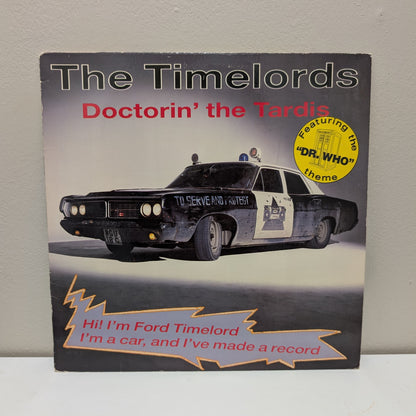 The Timelords
Doctorin' the Tardis
Featuring the
"DR. WHO"
theme
TO SERVE AND PROTEST
Hi! I'm Ford Timelord
I'm a car, and I've made a record